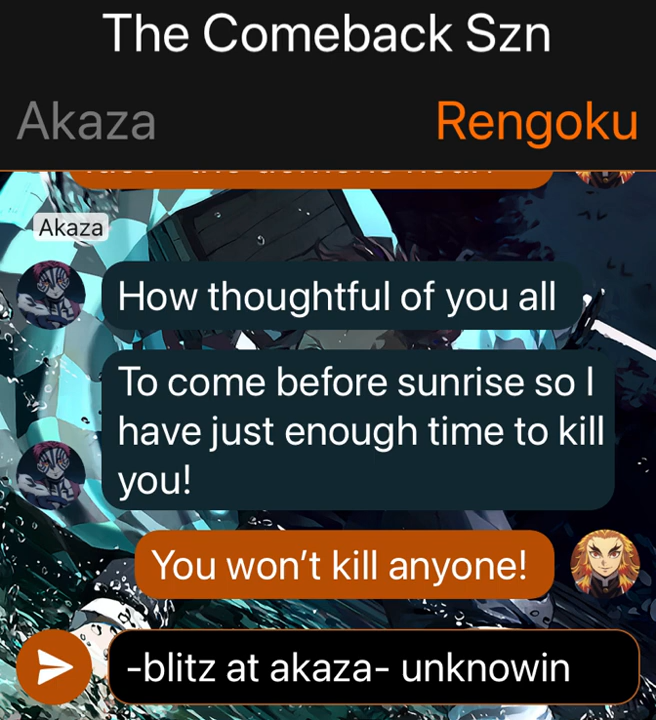 The Comeback Szn
Akaza
Rengoku
Akaza
How thoughtful of you all
To come before sunrise so I
have just enough time to kill
you!
You won't kill anyone!
-blitz at akaza- unknowin